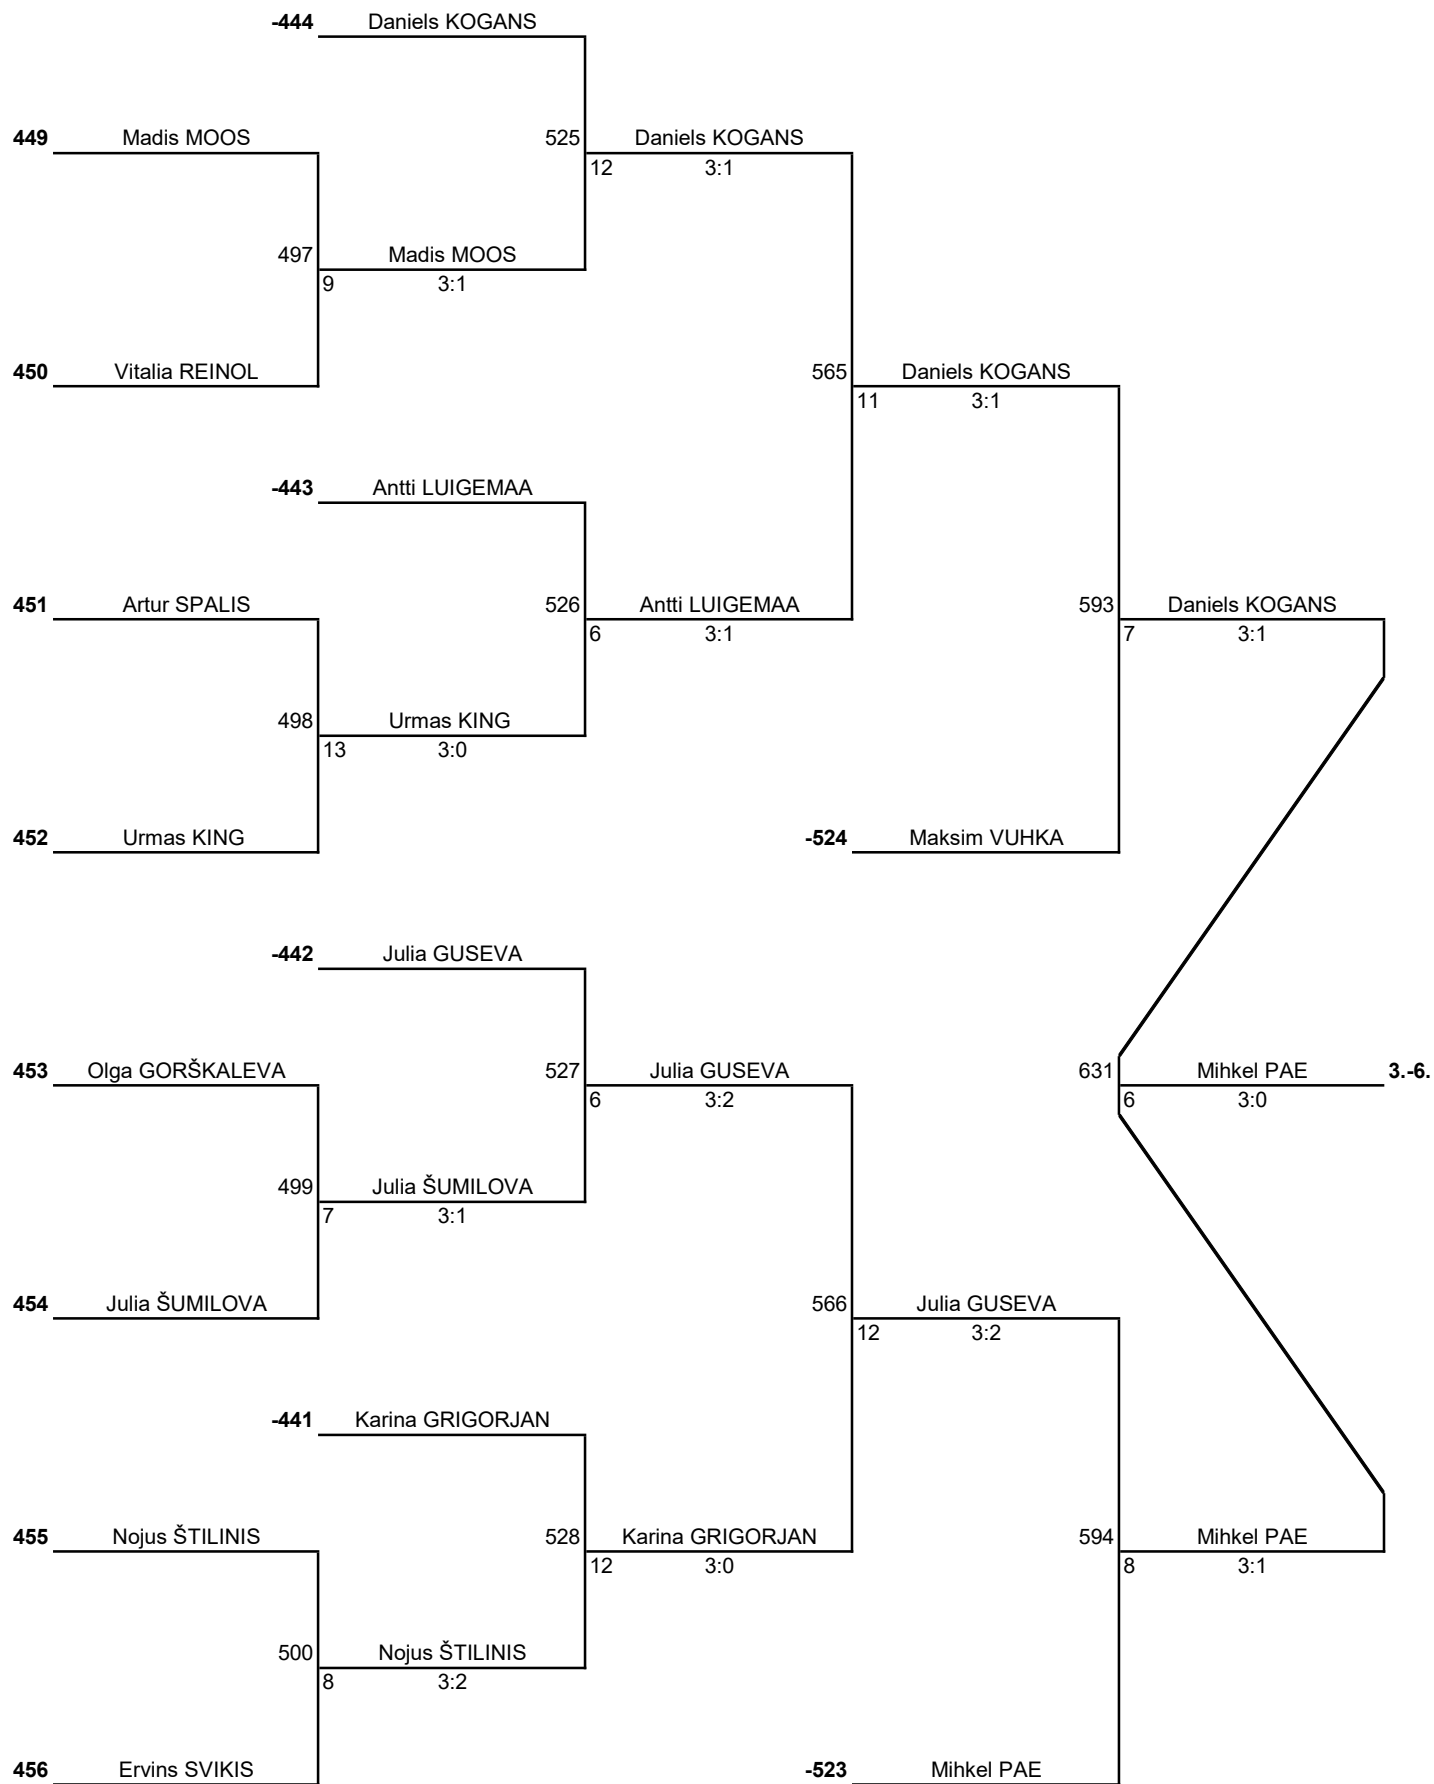 -444 Daniels KOGANS
449 Madis MOOS 525 Daniels KOGANS
12 3:1
497 Madis MOOS
9 3:1
450 Vitalia REINOL 565 Daniels KOGANS
11 3:1
-443 Antti LUIGEMAA
451 Artur SPALIS 526 Antti LUIGEMAA 593 Daniels KOGANS
6 3:1 7 3:1
498 Urmas KING
13 3:0
452 Urmas KING -524 Maksim VUHKA
-442 Julia GUSEVA
453 Olga GORŠKALEVA 527 Julia GUSEVA 631 Mihkel PAE 3.-6.
6 3:2 6 3:0
499 Julia ŠUMILOVA
7 3:1
454 Julia ŠUMILOVA 566 Julia GUSEVA
12 3:2
-441 Karina GRIGORJAN
455 Nojus ŠTILINIS 528 Karina GRIGORJAN 594 Mihkel PAE
12 3:0 8 3:1
500 Nojus ŠTILINIS
8 3:2
456 Ervins SVIKIS -523 Mihkel PAE